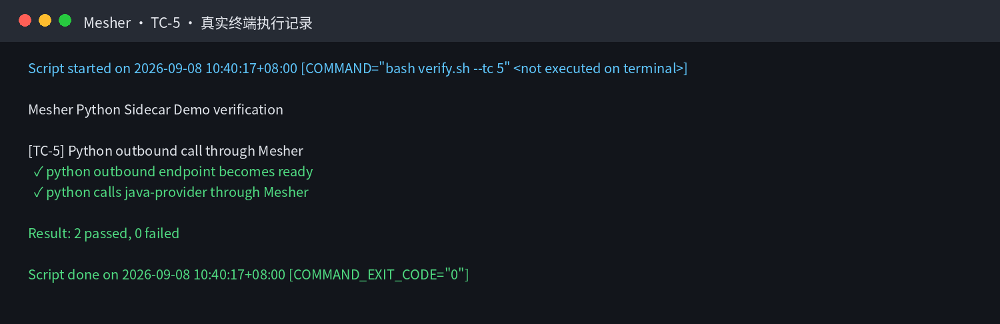 Mesher • TC-5 • 真实终端执行记录
Script started on 2026-09-08 10:40:17+08:00 [COMMAND="bash verify.sh --tc 5" <not executed on terminal>]
Mesher Python Sidecar Demo verification
[TC-5] Python outbound call through Mesher
✓ python outbound endpoint becomes ready
✓ python calls java-provider through Mesher
Result: 2 passed, 0 failed
Script done on 2026-09-08 10:40:17+08:00 [COMMAND_EXIT_CODE="0"]